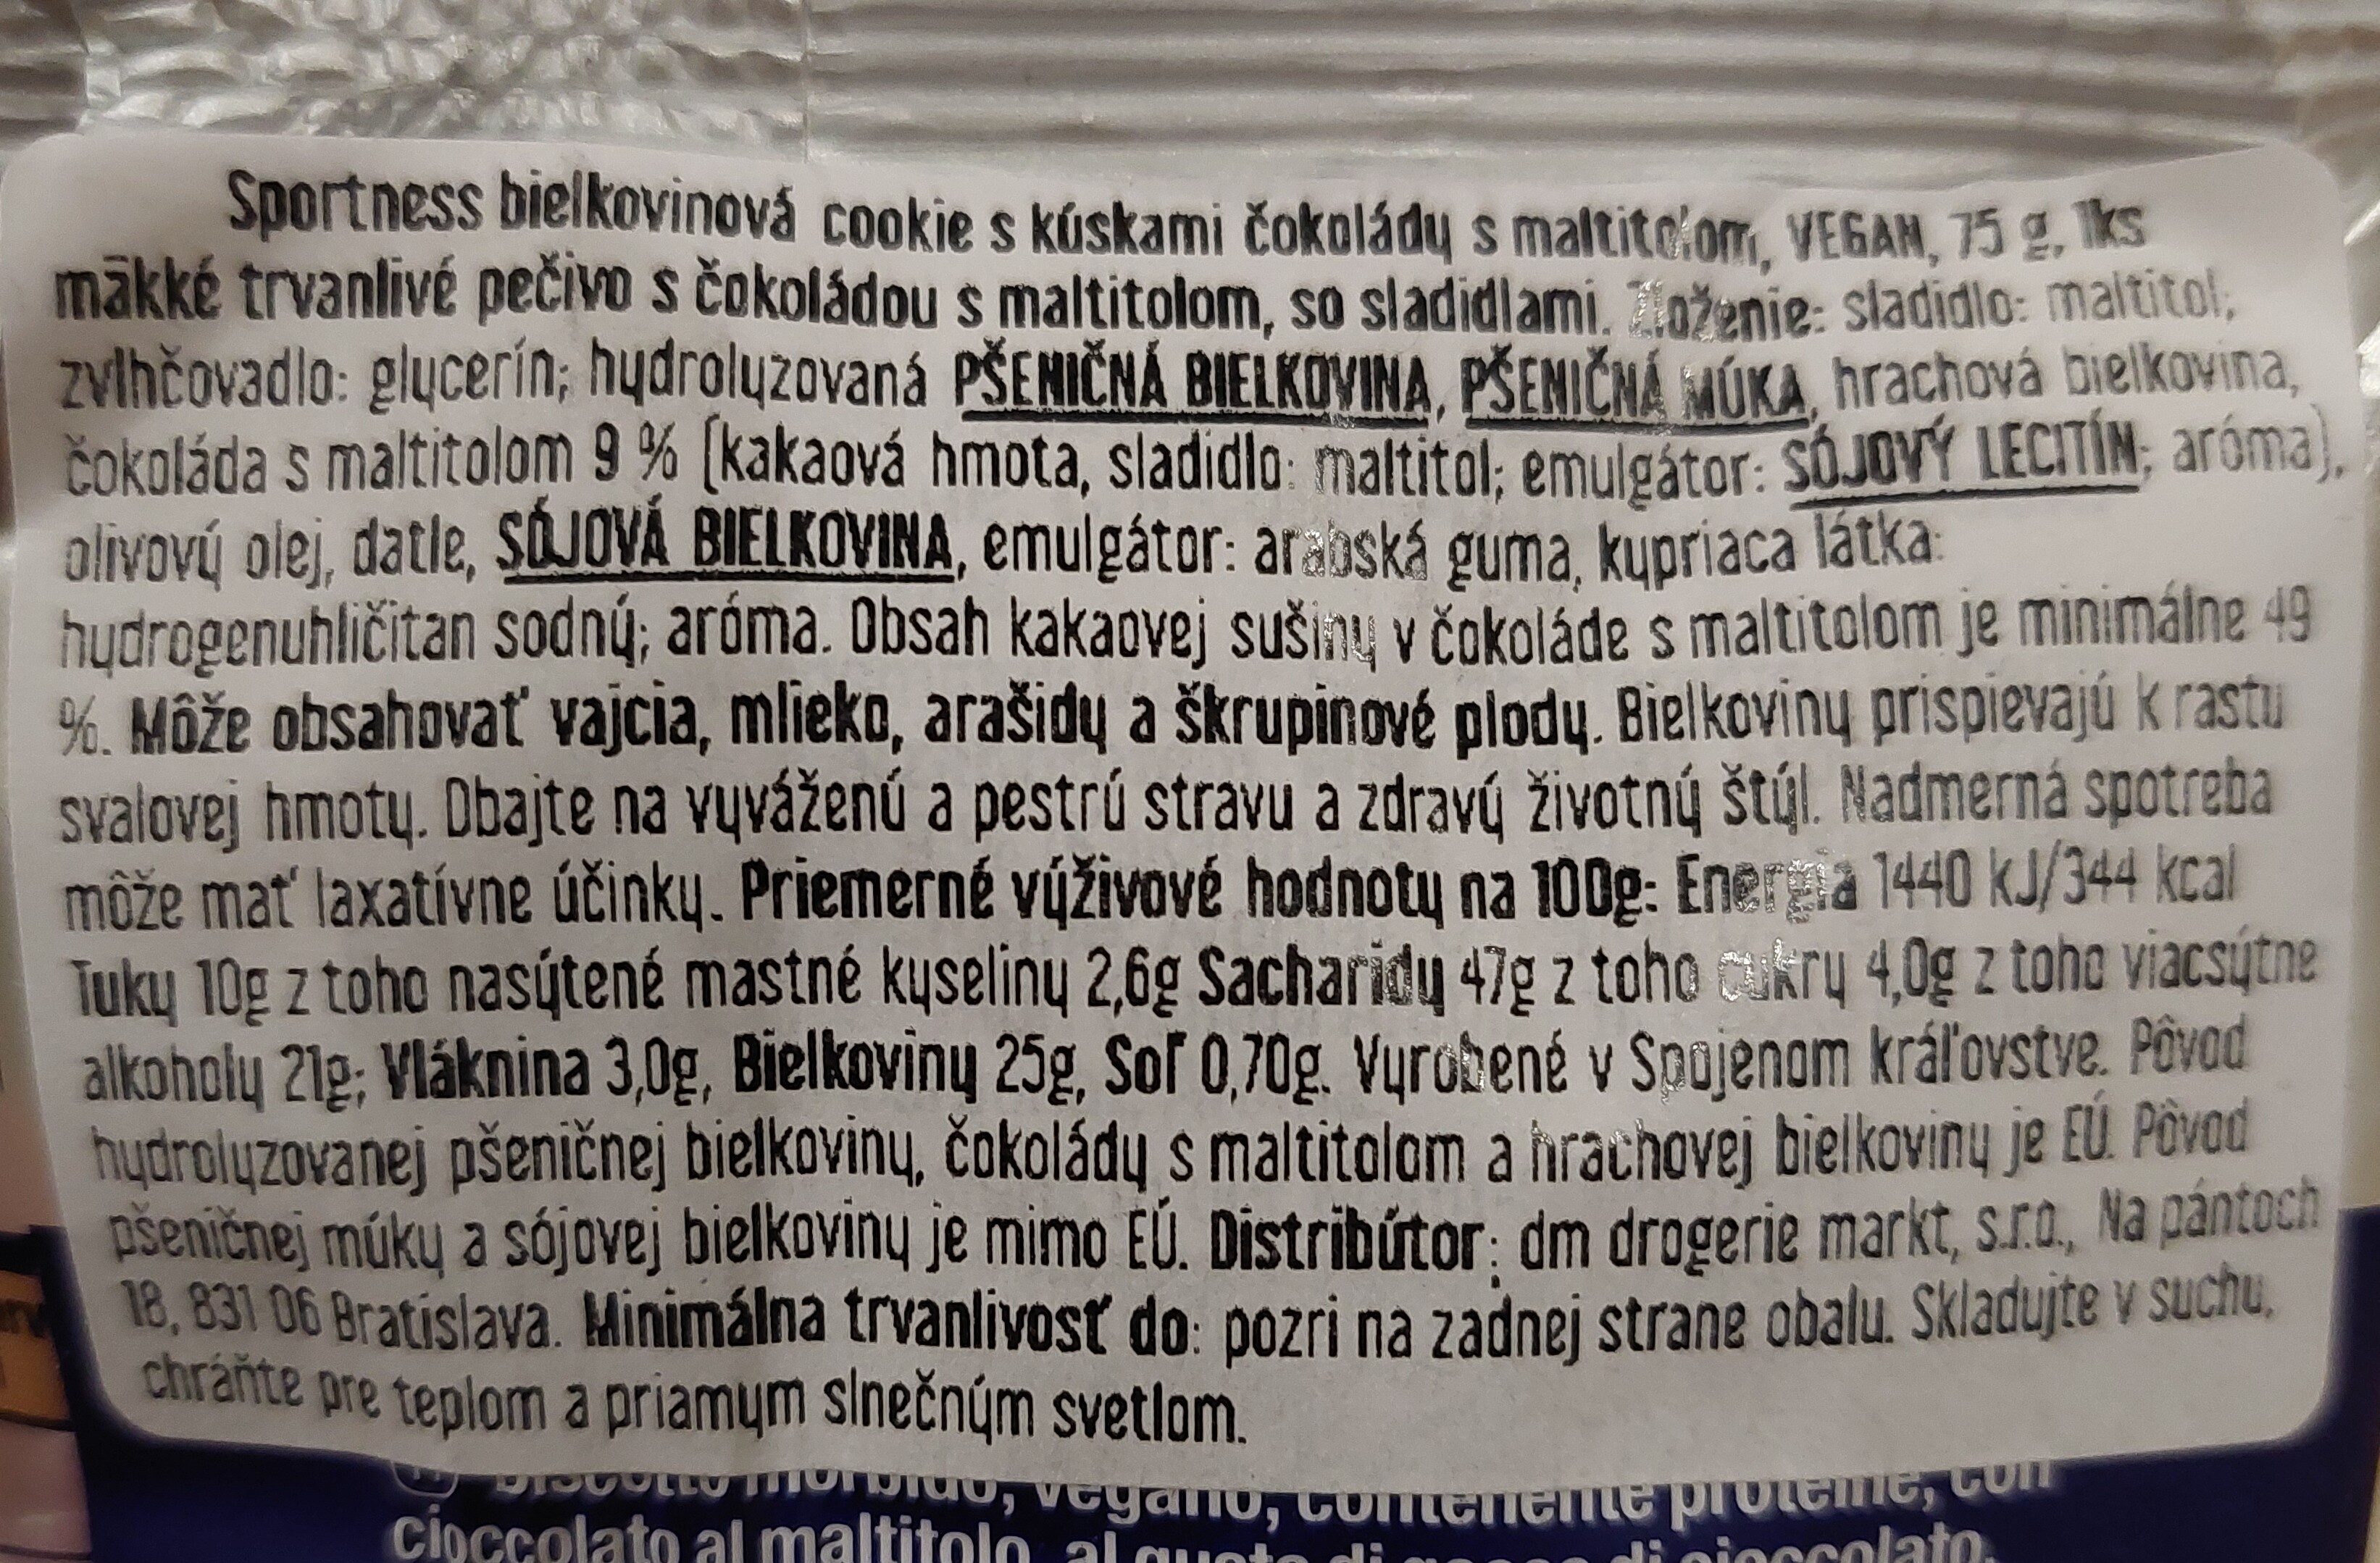 Sportness bielkovinová cookie s kúskami čokolády s maltitolom, VEGAN, 75 g, 1ks
mäkké trvanlivé pečivo s čokoládou s maltitolom, so sladidlami. Zloženie: sladidlo: maltitol;
zvlhčovadlo: glycerín; hydrolyzovaná PŠENIČNÁ BIELKOVINA, PŠENIČNÁ MÚKA, hrachová bielkovina,
čokoláda s maltitolom 9 % (kakaová hmota, sladidlo: maltitol; emulgátor: SÓJOVÝ LECITÍN; aróma),
olivový olej, datle, SÓJOVÁ BIELKOVINA, emulgátor: arabská guma, kypriaca látka:
hydrogenuhličitan sodný; aróma. Obsah kakaovej sušiny v čokoláde s maltitolom je minimálne 49
%. Môže obsahovať vajcia, mlieko, arašidy a škrupinové plody. Bielkoviny prispievajú k rastu
svalovej hmoty. Dbajte na vyváženú a pestrú stravu a zdravý životný štýl. Nadmerná spotreba
môže mať laxatívne účinky. Priemerné výživové hodnoty na 100g: Energia 1440 kJ/344 kcal
Tuky 10g z toho nasýtené mastné kyseliny 2,6g Sacharidy 47g z toho cukry 4,0g z toho viacsýtne
alkoholy 21g; Vláknina 3,0g, Bielkoviny 25g, Soľ 0,70g. Vyrobené v Spojenom kráľovstve. Pôvod
hydrolyzovanej pšeničnej bielkoviny, čokolády s maltitolom a hrachovej bielkoviny je EÚ. Pôvod
pšeničnej múky a sójovej bielkoviny je mimo EÚ. Distribútor: dm drogerie markt, s.r.o., Na pántoch
18, 831 06 Bratislava. Minimálna trvanlivosť do: pozri na zadnej strane obalu. Skladujte v suchu,
chráňte pre teplom a priamym slnečným svetlom.
biscotto morbido, vegano, contenente proteine, con
cioccolato al maltitolo, al gusto di gocce di cioccolato.